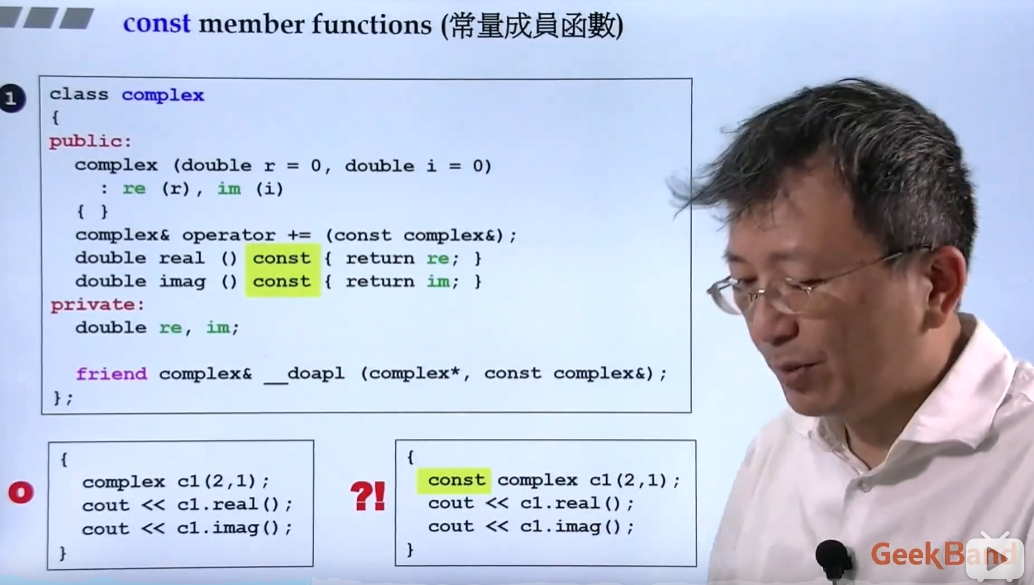 const member functions (常量成員函數)
1
class complex
{
public:
complex (double r = 0, double i = 0)
: re (r), im (i)
{ }
complex& operator += (const complex&);
double real () const { return re; }
double imag () const { return im; }
private:
double re, im;
friend complex& __doapl (complex*, const complex&);
};
{
complex c1(2,1);
cout << c1.real();
cout << c1.imag();
}
?!
{
const complex c1(2,1);
cout << c1.real();
cout << c1.imag();
}
GeekBand